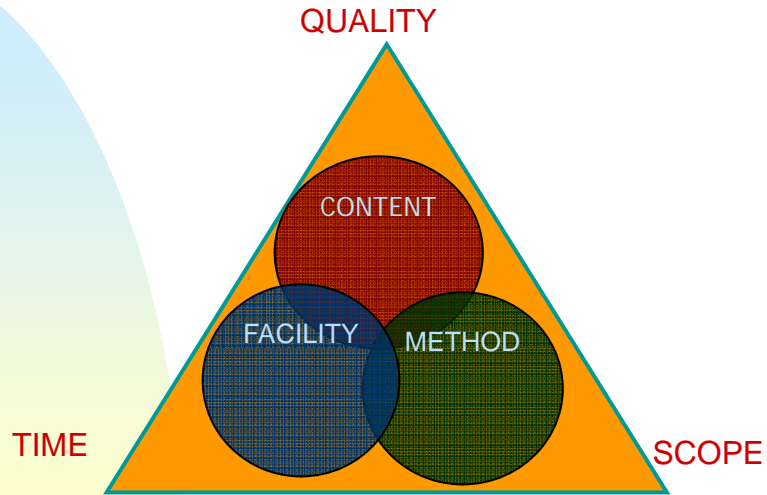 QUALITY
CONTENT
FACILITY
METHOD
TIME
SCOPE